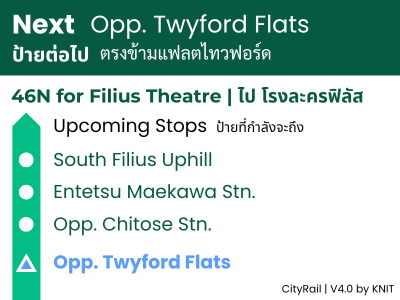 Next Opp. Twyford Flats
ป้ายต่อไป ตรงข้ามแฟลตไทวฟอร์ด
46N for Filius Theatre | ไป โรงละครฟิลัส
Upcoming Stops ป้ายที่กำลังจะถึง
South Filius Uphill
Entetsu Maekawa Stn.
Opp. Chitose Stn.
Opp. Twyford Flats
CityRail | V4.0 by KNIT